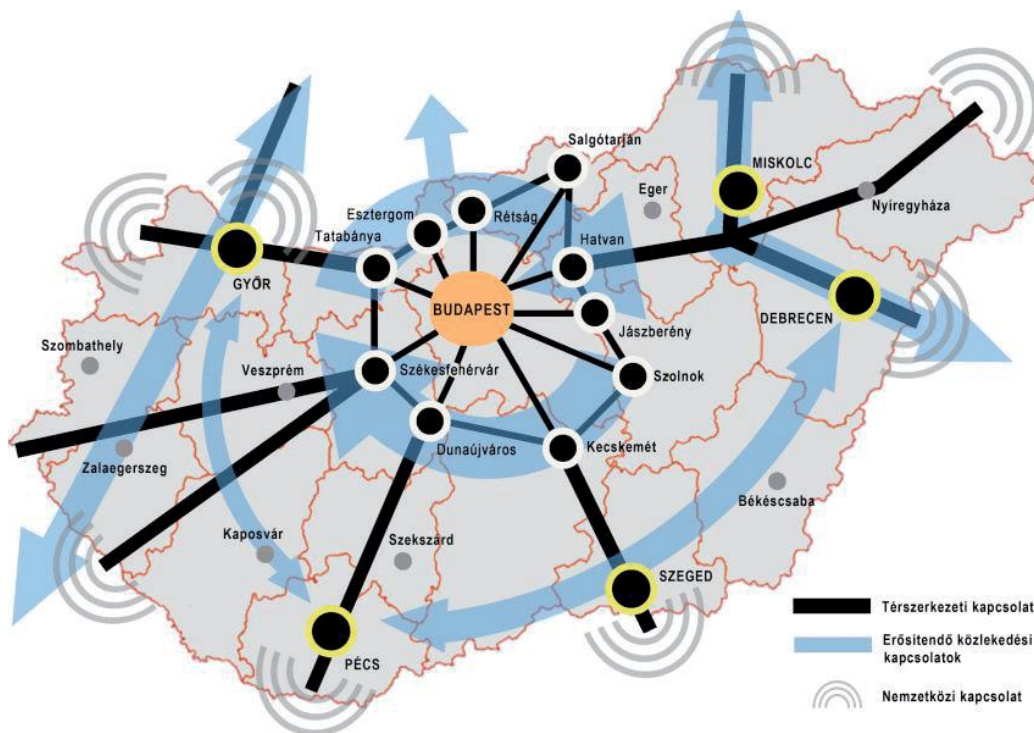 Salgótarján
MISKOLC
Eger
Nyíregyháza
Esztergom
Rétság
Tatabánya
Hatvan
GYŐR
BUDAPEST
DEBRECEN
Jászberény
Szombathely
Veszprém
Székesfehérvár
Szolnok
Dunaújváros
Kecskemét
Zalaegerszeg
Békéscsaba
Kaposvár
Szekszárd
SZEGED
PÉCS
Térszerkezeti kapcsolat
Erősítendő közlekedési
kapcsolatok
Nemzetközi kapcsolat